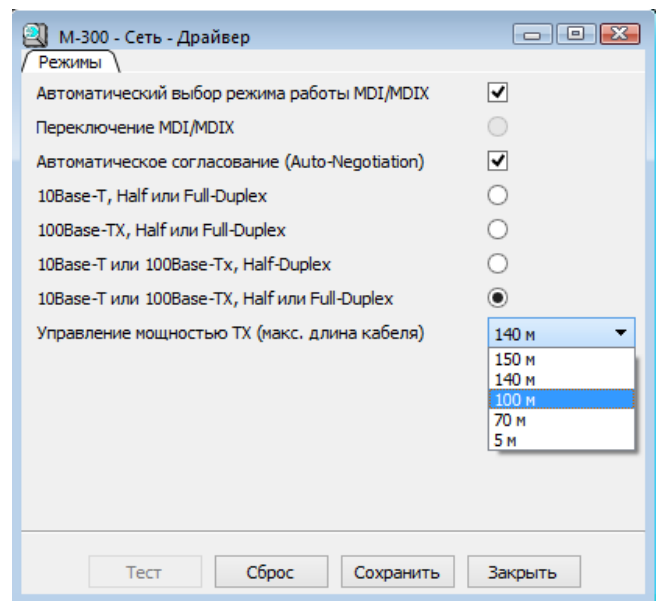 М-300 - Сеть - Драйвер
Режимы
Автоматический выбор режима работы MDI/MDIX
Переключение MDI/MDIX
Автоматическое согласование (Auto-Negotiation)
10Base-T, Half или Full-Duplex
100Base-TX, Half или Full-Duplex
10Base-T или 100Base-Tx, Half-Duplex
10Base-T или 100Base-TX, Half или Full-Duplex
Управление мощностью TX (макс. длина кабеля) 140 м
150 м
140 м
100 м
70 м
5 м
Тест Сброс Сохранить Закрыть